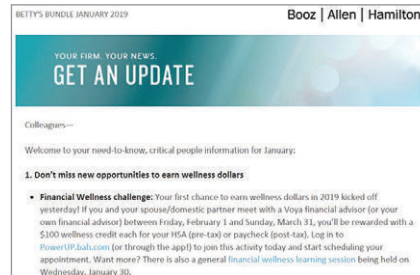 BETTY'S BUNDLE JANUARY 2019
Booz | Allen | Hamilton
YOUR FIRM. YOUR NEWS.
GET AN UPDATE
Colleagues—
Welcome to your need-to-know, critical people information for January:
1. Don't miss new opportunities to earn wellness dollars
• Financial Wellness challenge: Your first chance to earn wellness dollars in 2019 kicked off
yesterday! If you and your spouse/domestic partner meet with a Voya financial advisor (or your
own financial advisor) between Friday, February 1 and Sunday, March 31, you'll be rewarded with a
$100 wellness credit each for your HSA (pre-tax) or paycheck (post-tax). Log in to
PowerUP.bah.com (or through the app!) to join this activity today and start scheduling your
appointment. Want more? There is also a general financial wellness learning session being held on
Wednesday, January 30.